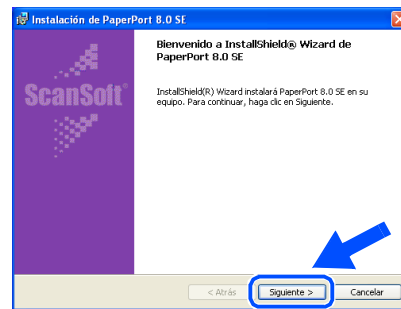 Instalación de PaperPort 8.0 SE
Bienvenido a InstallShield® Wizard de
PaperPort 8.0 SE
ScanSoft®
InstallShield(R) Wizard instalará PaperPort 8.0 SE en su
equipo. Para continuar, haga clic en Siguiente.
< Atrás Siguiente > Cancelar